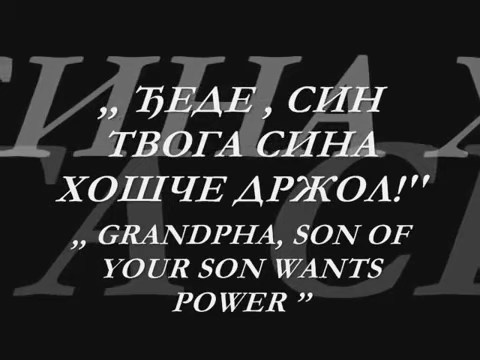 ,, ЂЕДЕ , СИН
ТВОГА СИНА
ХОШЧЕ ДРЖОЛ!"
,, GRANDPHA, SON OF
YOUR SON WANTS
POWER ”